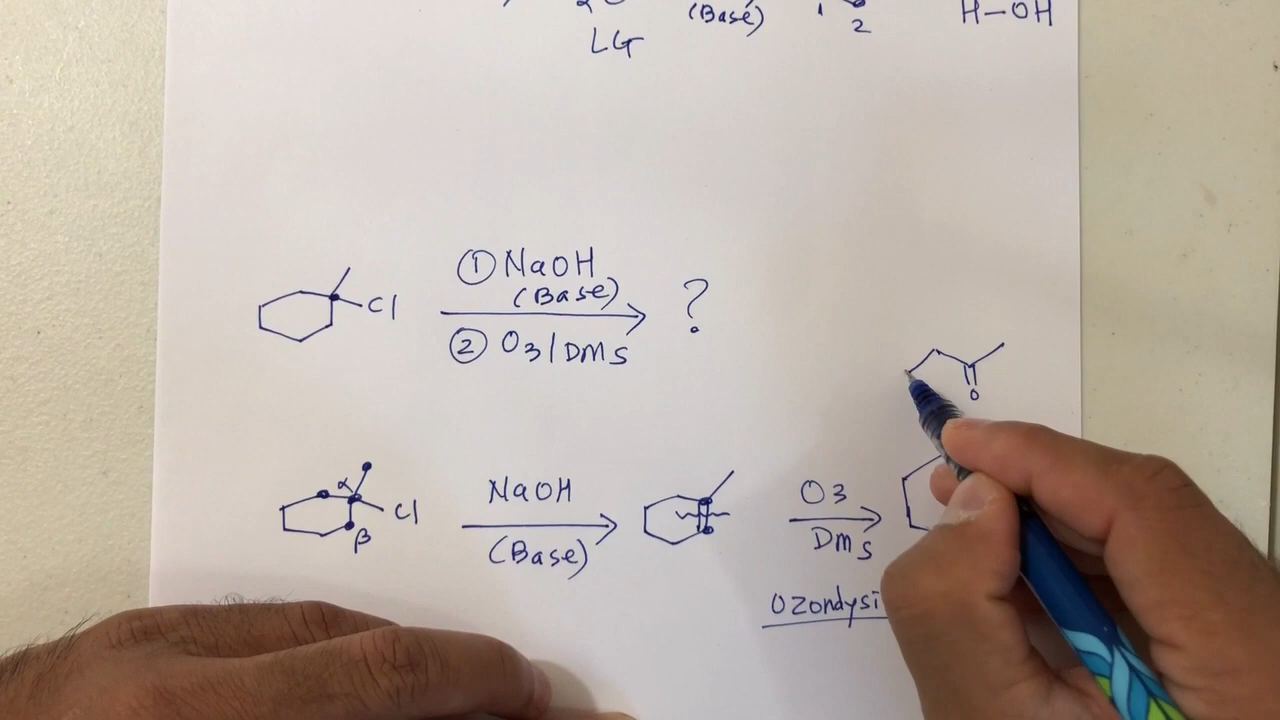 α (Base) 1 2 H-OH
LG
① NaOH
(Base)
Cl ?
② O3/DMS
O
α Cl NaOH O3
β (Base) DMS
Ozonolysi